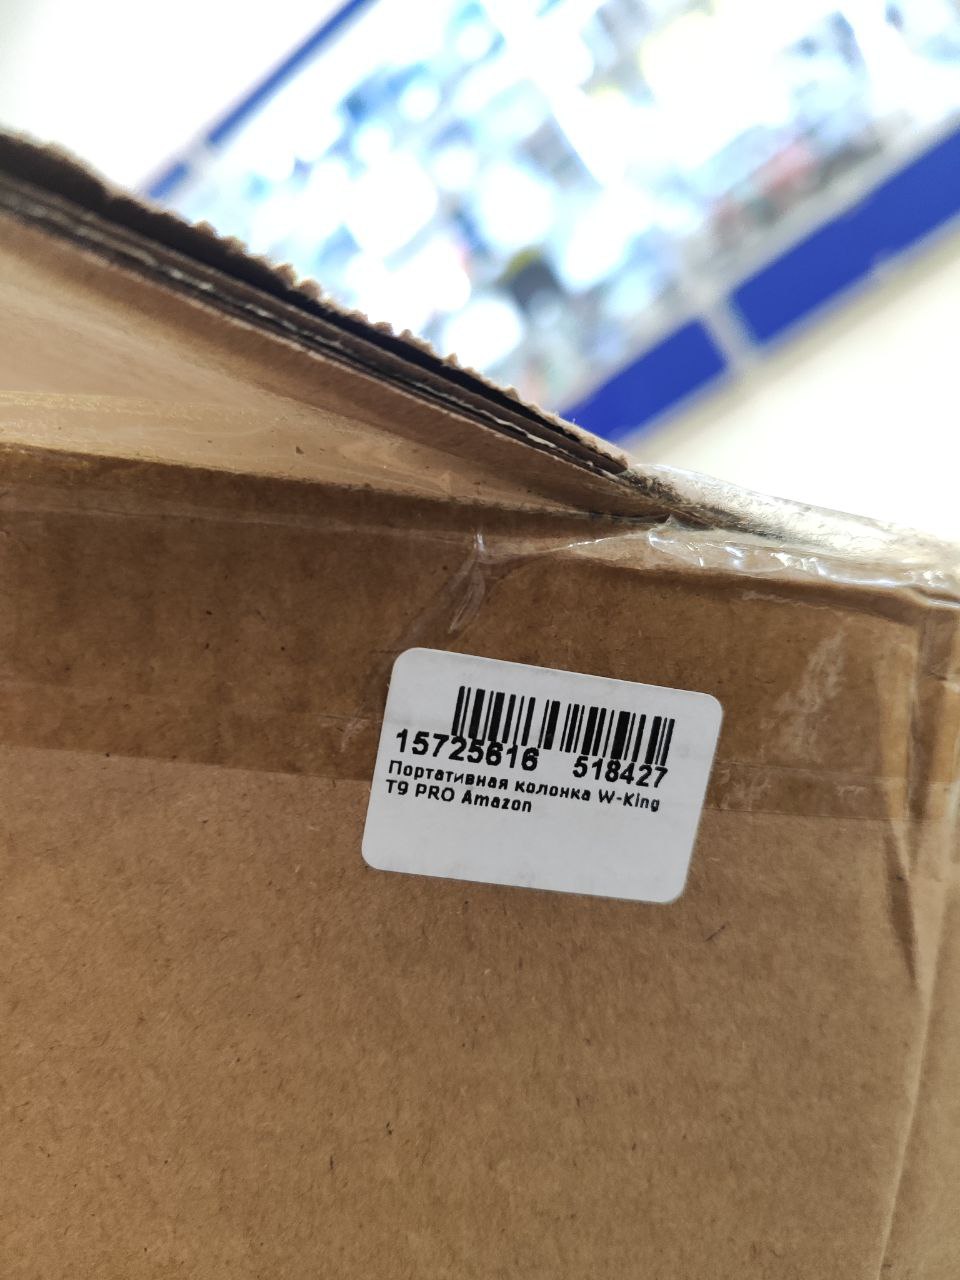 15725616 518427
Портативная колонка W-King
T9 PRO Amazon